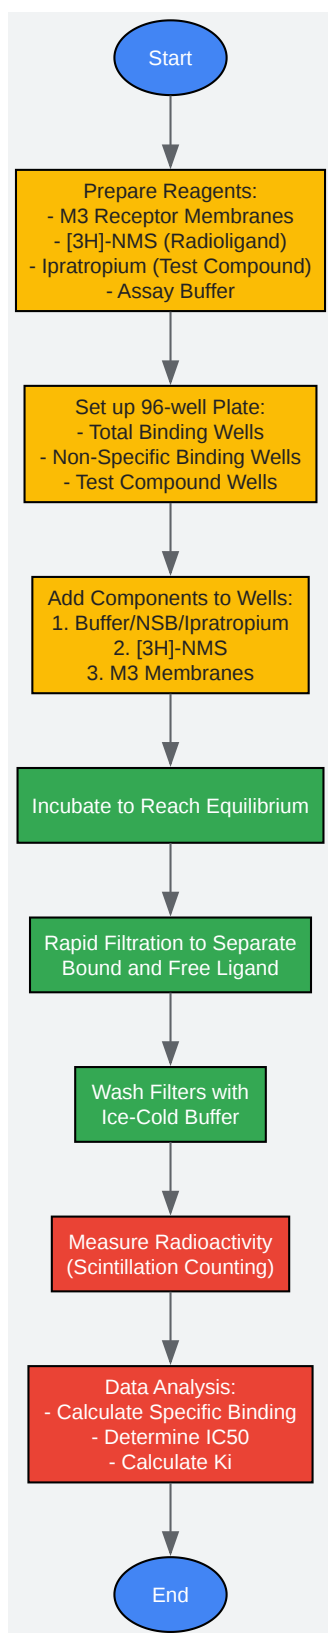 Start
Prepare Reagents:
- M3 Receptor Membranes
- [3H]-NMS (Radioligand)
- Ipratropium (Test Compound)
- Assay Buffer
Set up 96-well Plate:
- Total Binding Wells
- Non-Specific Binding Wells
- Test Compound Wells
Add Components to Wells:
1. Buffer/NSB/Ipratropium
2. [3H]-NMS
3. M3 Membranes
Incubate to Reach Equilibrium
Rapid Filtration to Separate
Bound and Free Ligand
Wash Filters with
Ice-Cold Buffer
Measure Radioactivity
(Scintillation Counting)
Data Analysis:
- Calculate Specific Binding
- Determine IC50
- Calculate Ki
End